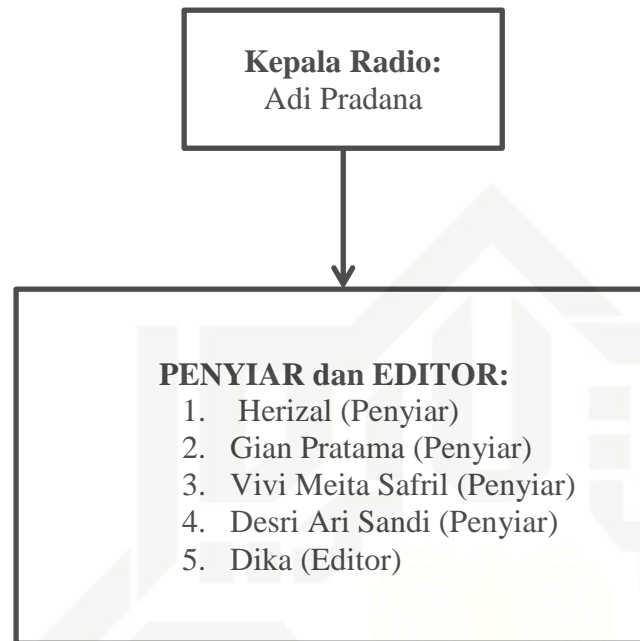 Kepala Radio:
Adi Pradana
PENYIAR dan EDITOR:
1. Herizal (Penyiar)
2. Gian Pratama (Penyiar)
3. Vivi Meita Safril (Penyiar)
4. Desri Ari Sandi (Penyiar)
5. Dika (Editor)